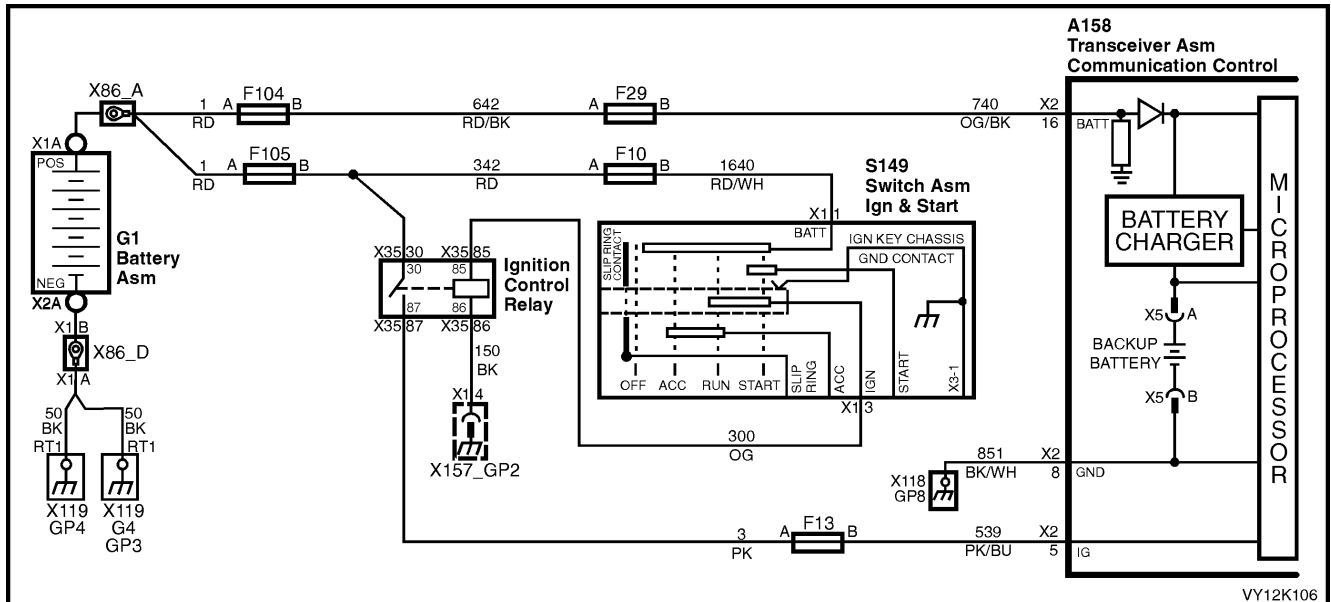 A158
Transceiver Asm
Communication Control
X86_A
1 A F104 B
RD
642
RD/BK
A F29 B
740
OG/BK
X2
16
BATT
X1A
POS
1 A F105 B
RD
342
RD
A F10 B
1640
RD/WH
S149
Switch Asm
Ign & Start
G1
Battery
Asm
NEG
X2A
X1 B
X86_D
X1 A
50
BK
RT1
50
BK
RT1
X119
GP4
X119
G4
GP3
X35 30
X35 85
30
85
87
86
X35 87
X35 86
Ignition
Control
Relay
150
BK
X1 4
X157_GP2
X1 1
BATT
SLIP RING
CONTACT
IGN KEY CHASSIS
GND CONTACT
OFF ACC RUN START
SLIP
RING
ACC
IGN
START
X3-1
X1 3
300
OG
BATTERY
CHARGER
X5 A
BACKUP
BATTERY
X5 B
MICROPROCESSOR
X118
GP8
851
BK/WH
X2
8
GND
3
PK
A F13 B
539
PK/BU
X2
5
IG
VY12K106